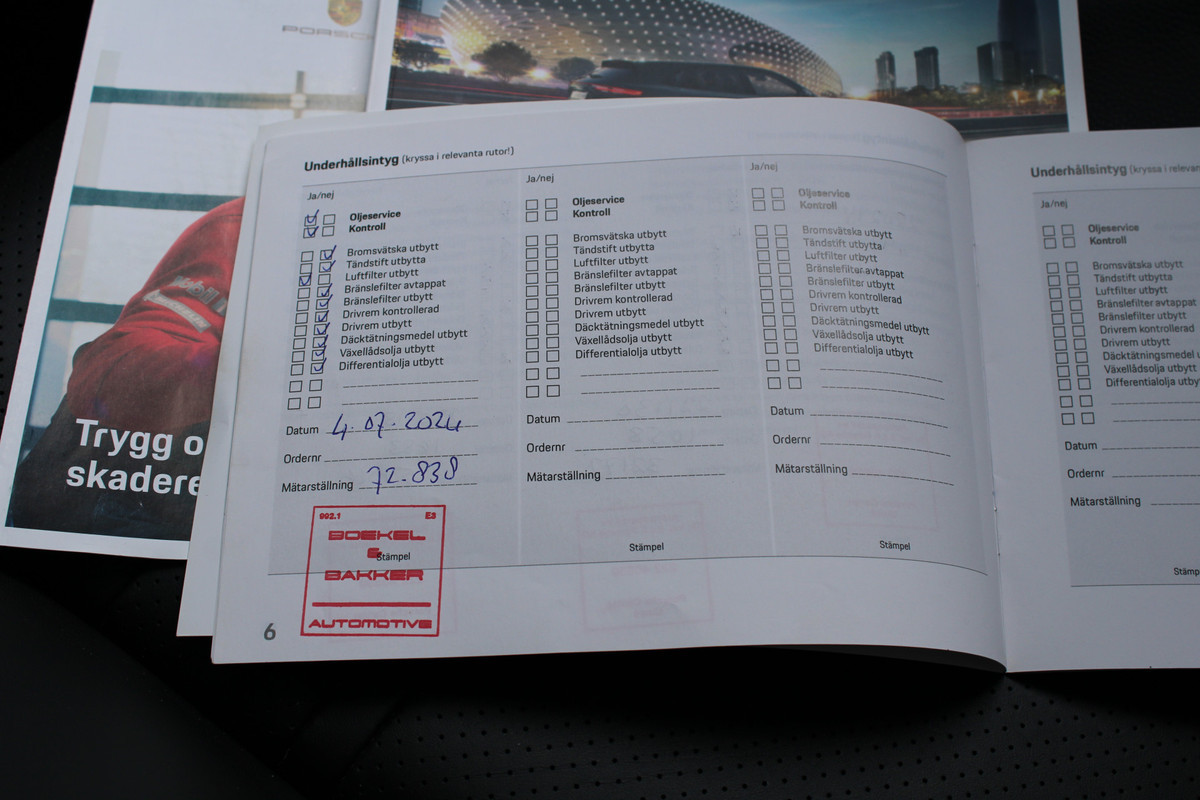 PORSC
Trygg o
skadere
Underhållsintyg (kryssa i relevanta rutor!)
Ja/nej
Oljeservice
Kontroll
Bromsvätska utbytt
Tändstift utbytta
Luftfilter utbytt
Bränslefilter avtappat
Bränslefilter utbytt
Drivrem kontrollerad
Drivrem utbytt
Däcktätningsmedel utbytt
Växellådsolja utbytt
Differentialolja utbytt
Datum 4.07.2024
Ordernr
Mätarställning 72.838
992.1 E3
BOEKEL
&
Stämpel
BAKKER
AUTOMOTIVE
6
Ja/nej
Oljeservice
Kontroll
Bromsvätska utbytt
Tändstift utbytta
Luftfilter utbytt
Bränslefilter avtappat
Bränslefilter utbytt
Drivrem kontrollerad
Drivrem utbytt
Däcktätningsmedel utbytt
Växellådsolja utbytt
Differentialolja utbytt
Datum
Ordernr
Mätarställning
Stämpel
Ja/nej
Oljeservice
Kontroll
Bromsvätska utbytt
Tändstift utbytta
Luftfilter utbytt
Bränslefilter avtappat
Bränslefilter utbytt
Drivrem kontrollerad
Drivrem utbytt
Däcktätningsmedel utbytt
Växellådsolja utbytt
Differentialolja utbytt
Datum
Ordernr
Mätarställning
Stämpel
Underhållsintyg (kryssa i relevan
Ja/nej
Oljeservice
Kontroll
Bromsvätska utbytt
Tändstift utbytta
Luftfilter utbytt
Bränslefilter avtappat
Bränslefilter utbytt
Drivrem kontrollerad
Drivrem utbytt
Däcktätningsmedel u
Växellådsolja utbytt
Differentialolja utbytt
Datum
Ordernr
Mätarställning
Stämp